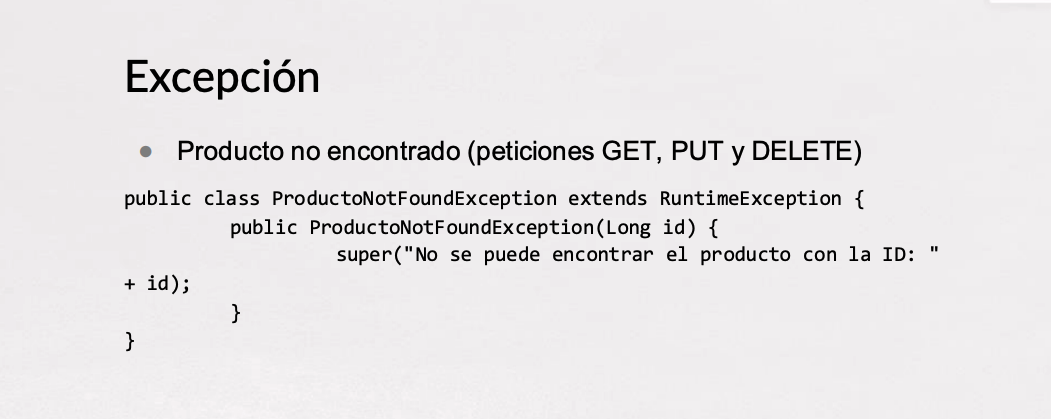 Excepción
● Producto no encontrado (peticiones GET, PUT y DELETE)
public class ProductoNotFoundException extends RuntimeException {
public ProductoNotFoundException(Long id) {
super("No se puede encontrar el producto con la ID: "
+ id);
}
}